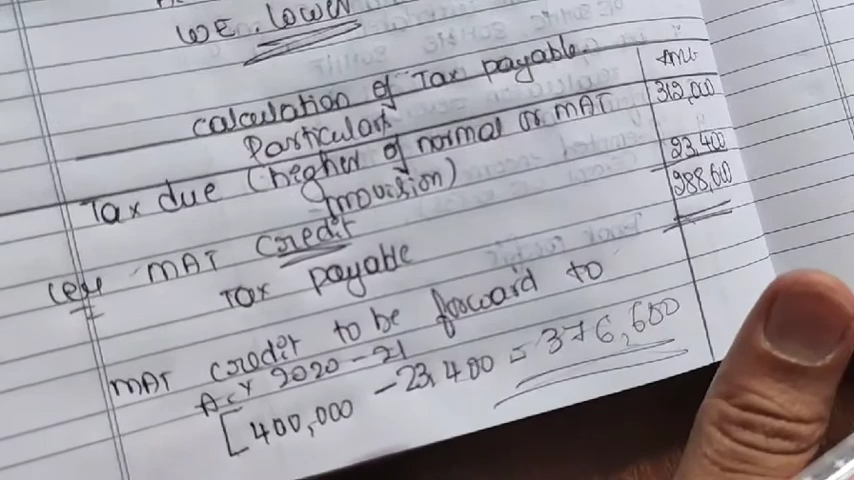 WE. lower
calculation of Tax payable
Particulars Amt
Tax due (higher of normal or MAT 312,000
provision)
Less MAT Credit 23,400
Tax payable 288,600
MAT credit to be forward to
A.Y 2020-21
[400,000 - 23,400 = 376,600